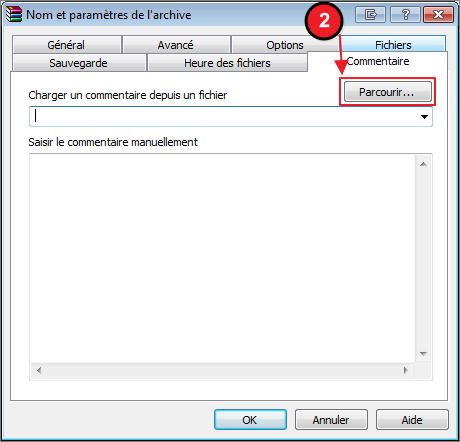 Nom et paramètres de l'archive
?
2
Général Avancé Options Fichiers
Sauvegarde Heure des fichiers Commentaire
Parcourir...
Charger un commentaire depuis un fichier
Saisir le commentaire manuellement
OK Annuler Aide